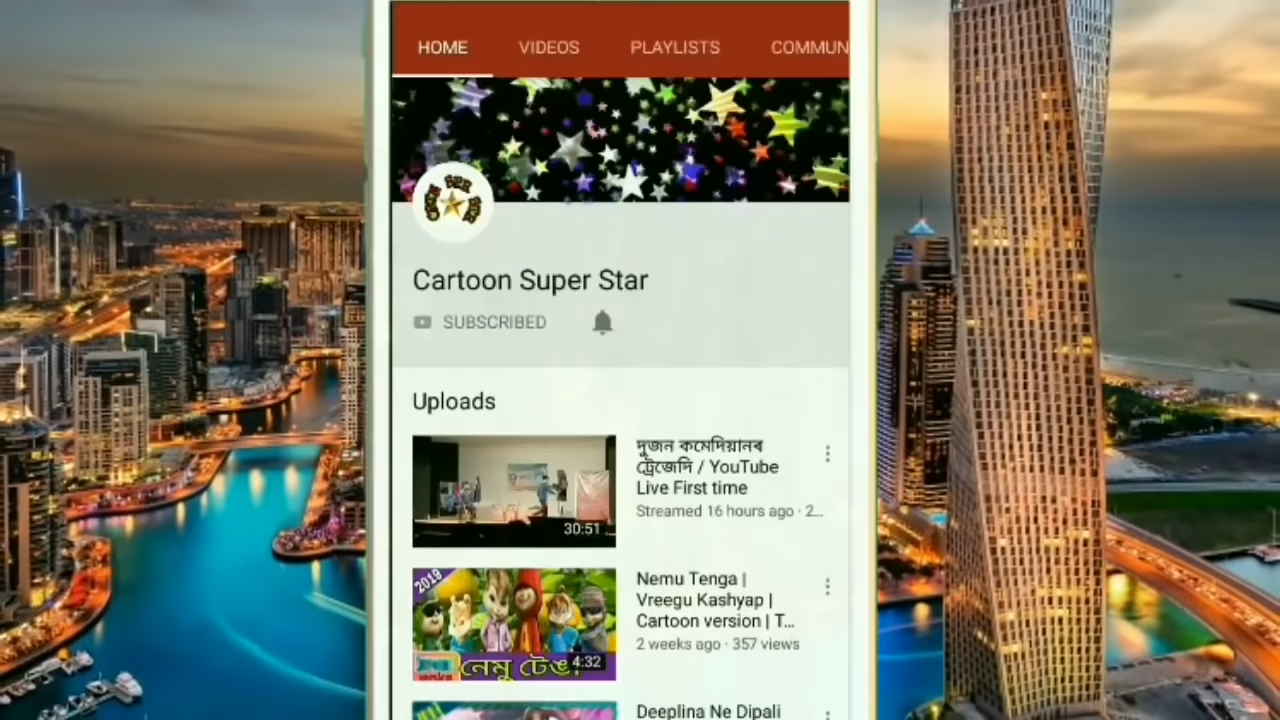 HOME VIDEOS PLAYLISTS COMMUN
Cartoon Super Star
SUBSCRIBED
Uploads
দুজন কমেদিয়ানৰ
ট্ৰেজেদি / YouTube
Live First time
Streamed 16 hours ago · 2...
30:51
Nemu Tenga |
Vreegu Kashyap |
Cartoon version | T...
2 weeks ago · 357 views
2019
নেমু টেঙা
4:32
Deeplina Ne Dipali